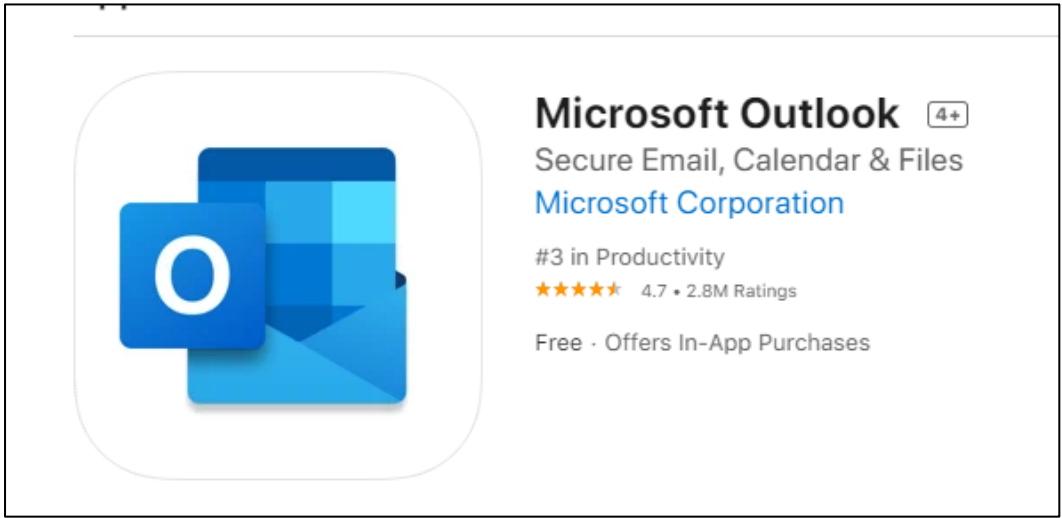 Microsoft Outlook 4+
Secure Email, Calendar & Files
Microsoft Corporation
#3 in Productivity
4.7 • 2.8M Ratings
Free · Offers In-App Purchases
O